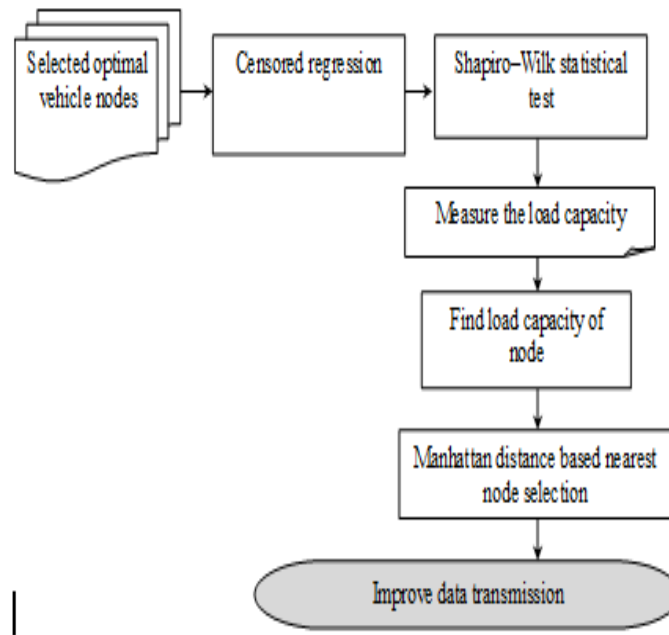 Selected optimal
vehicle nodes
Censored regression
Shapiro–Wilk statistical
test
Measure the load capacity
Find load capacity of
node
Manhattan distance based nearest
node selection
Improve data transmission